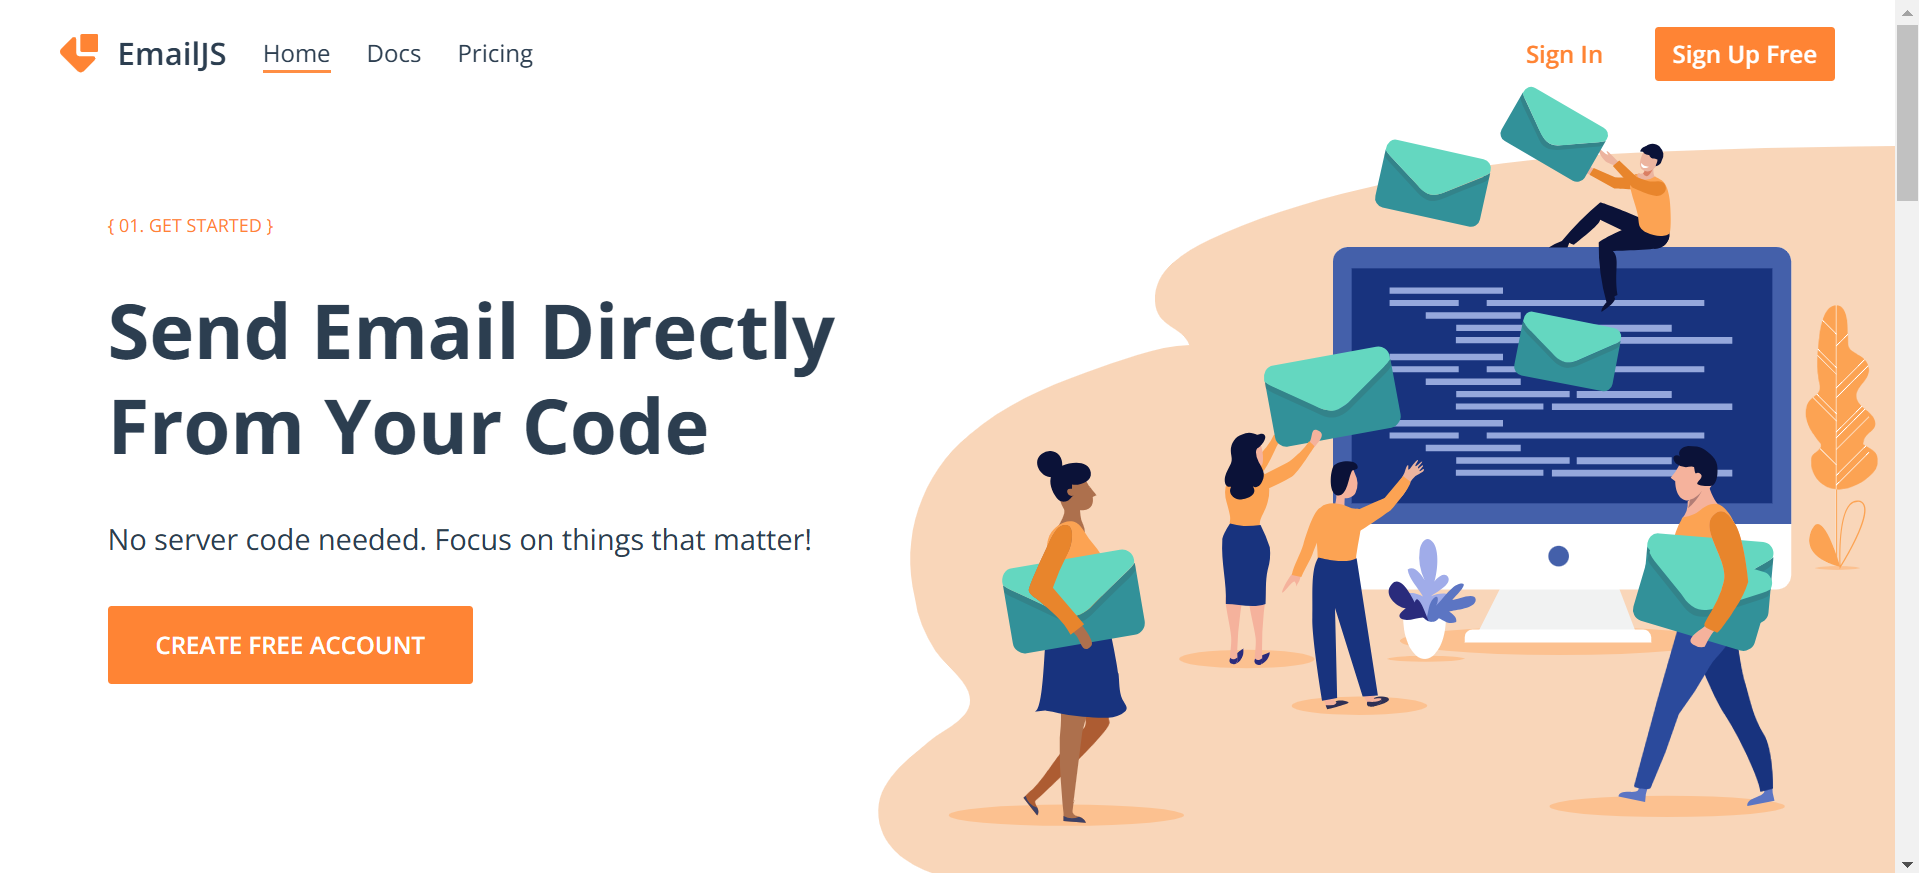 EmailJS
Home
Docs
Pricing
Sign In
Sign Up Free
{ 01. GET STARTED }
Send Email Directly
From Your Code
No server code needed. Focus on things that matter!
CREATE FREE ACCOUNT